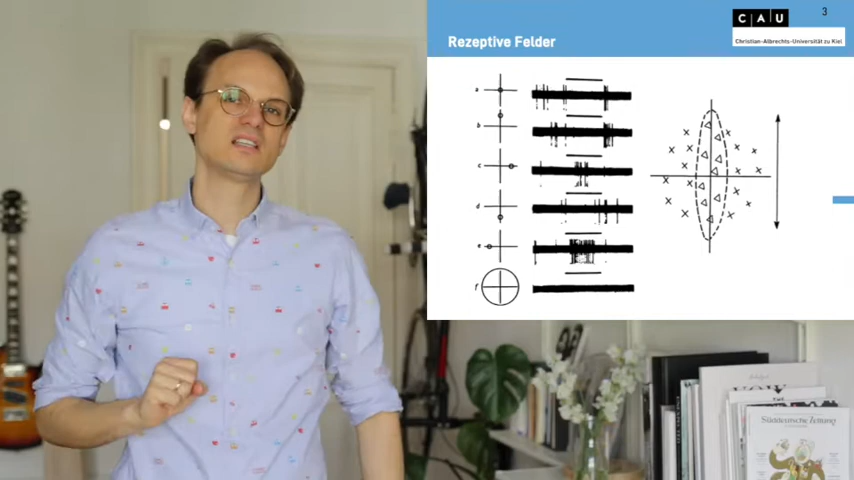 3
CAU
Christian-Albrechts-Universität zu Kiel
Rezeptive Felder
a
b
c
d
e
f
Süddeutsche Zeitung